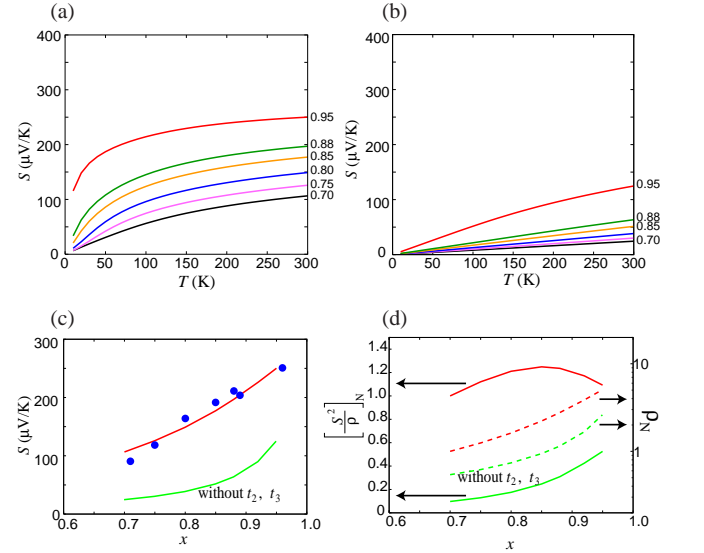 (a)
400
300
200
100
0
S (μV/K)
0 50 100 150 200 250 300
T (K)
0.95
0.88
0.85
0.80
0.75
0.70
(b)
400
300
200
100
0
S (μV/K)
0 50 100 150 200 250 300
T (K)
0.95
0.88
0.85
0.70
(c)
300
200
100
0
S (μV/K)
0.6 0.7 0.8 0.9 1.0
x
without t2, t3
(d)
1.4
1.2
1.0
0.8
0.6
0.4
0.2
0
[S2/ρ]N
10
1
ρN
0.6 0.7 0.8 0.9 1.0
x
without t2, t3